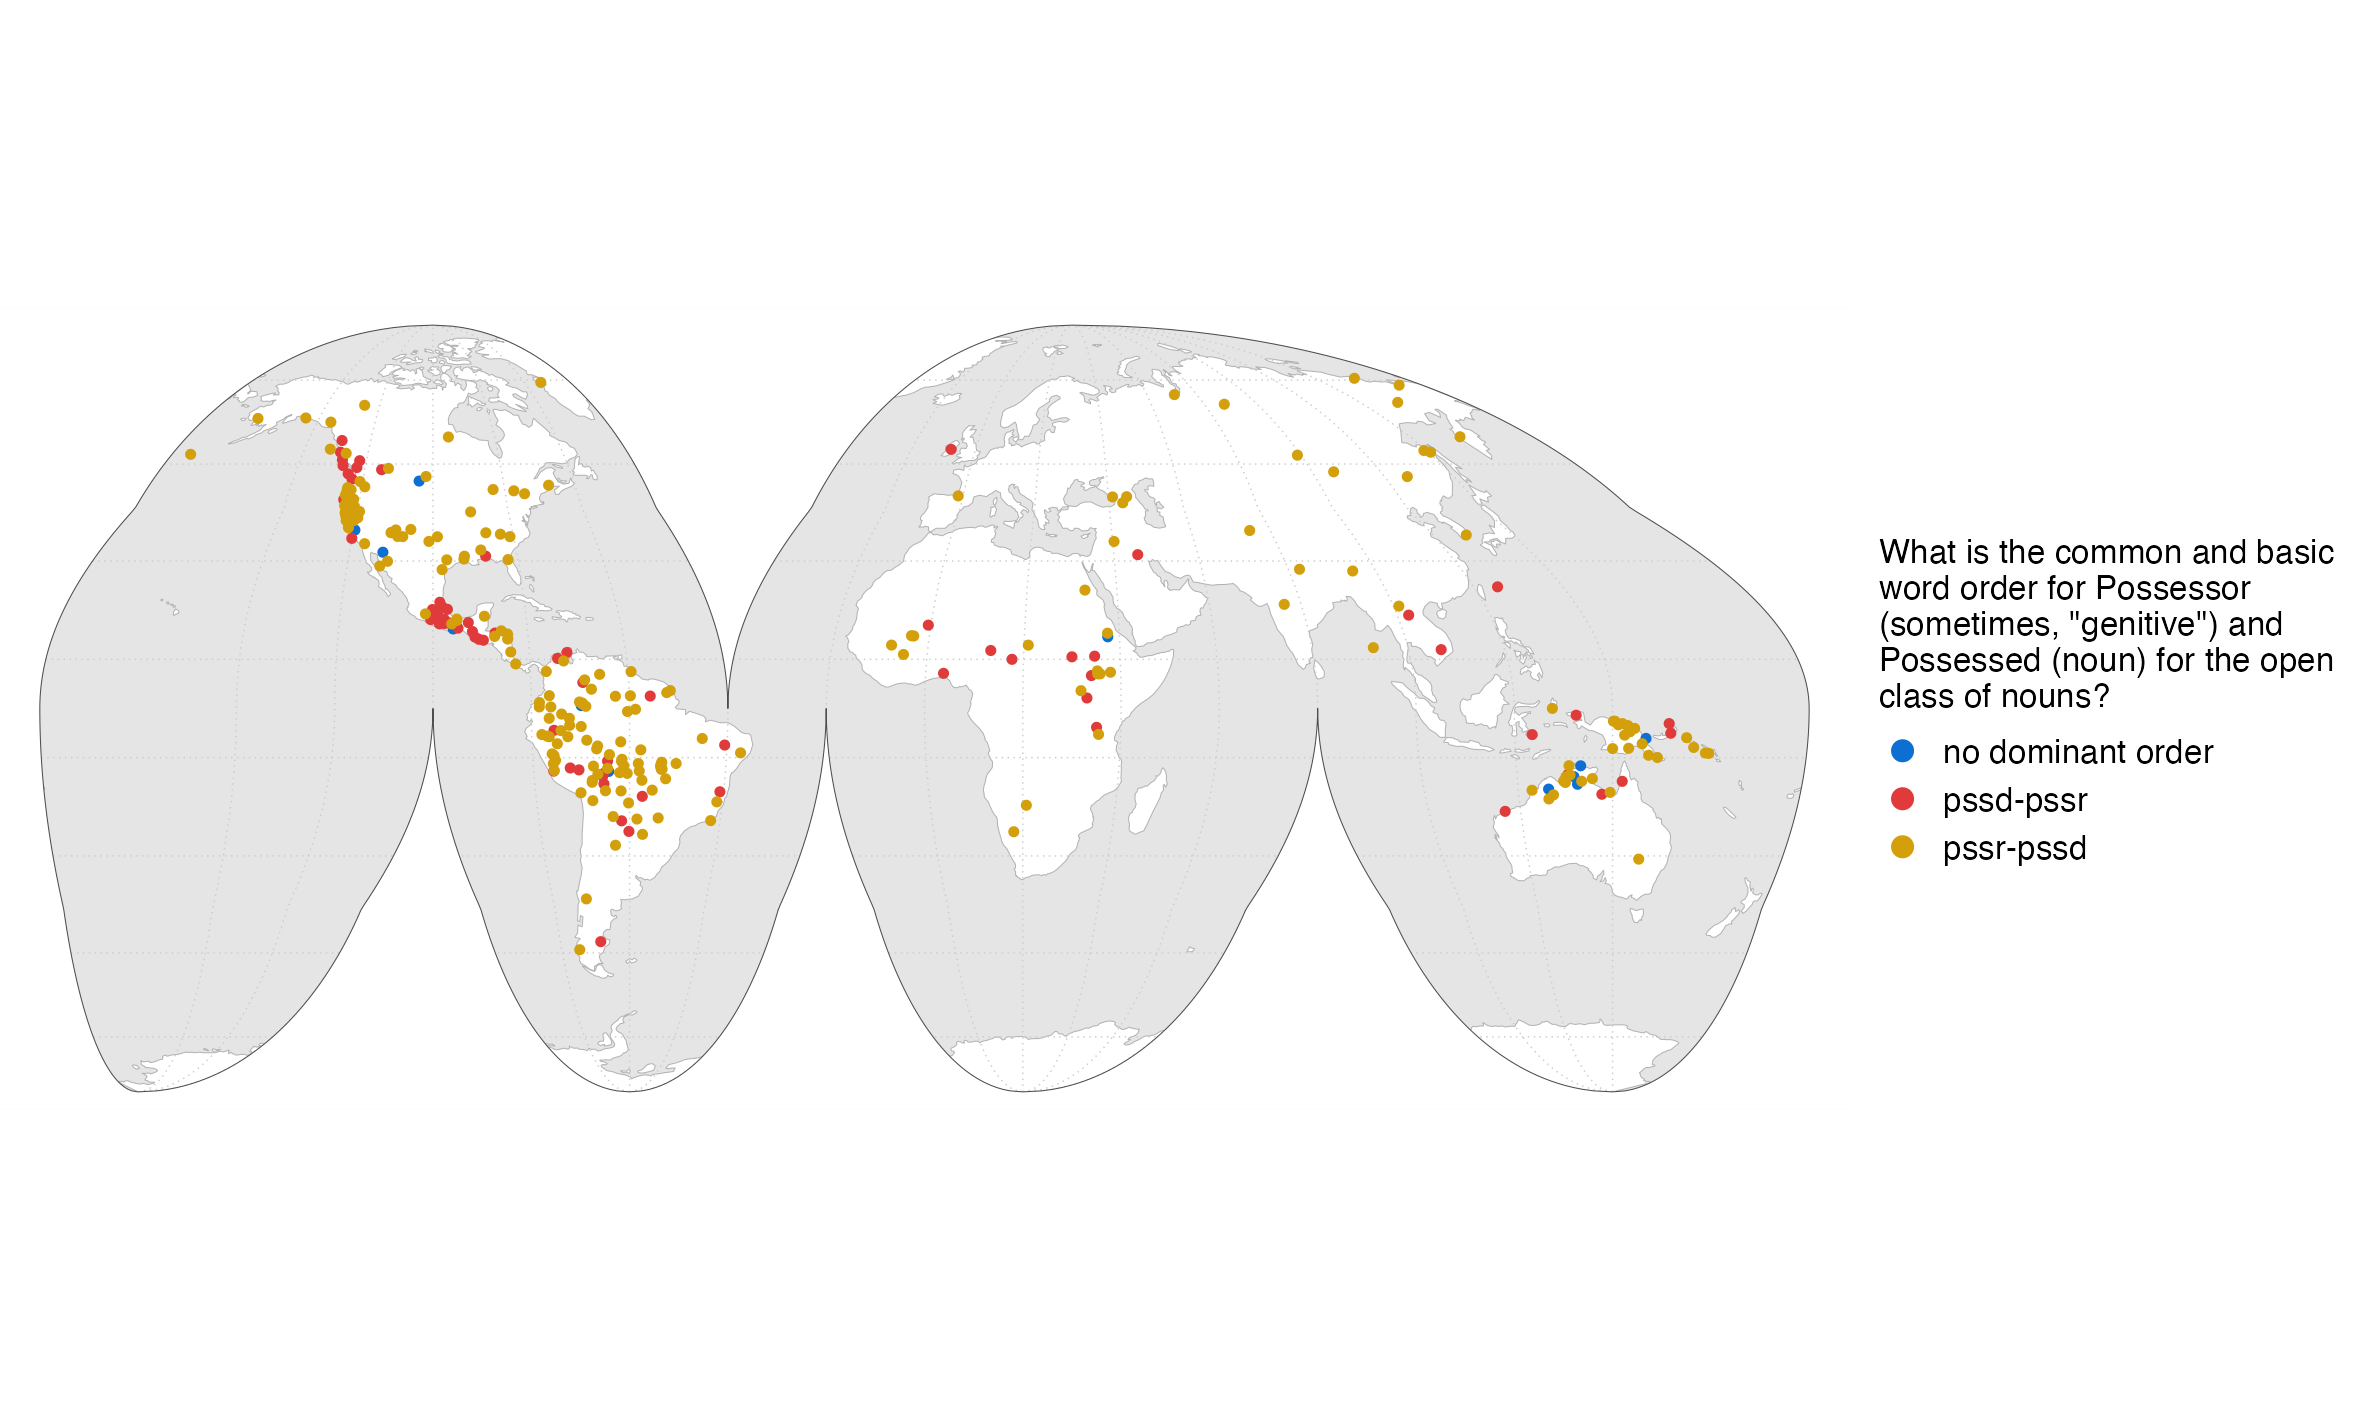 What is the common and basic
word order for Possessor
(sometimes, "genitive") and
Possessed (noun) for the open
class of nouns?
no dominant order
pssd-pssr
pssr-pssd